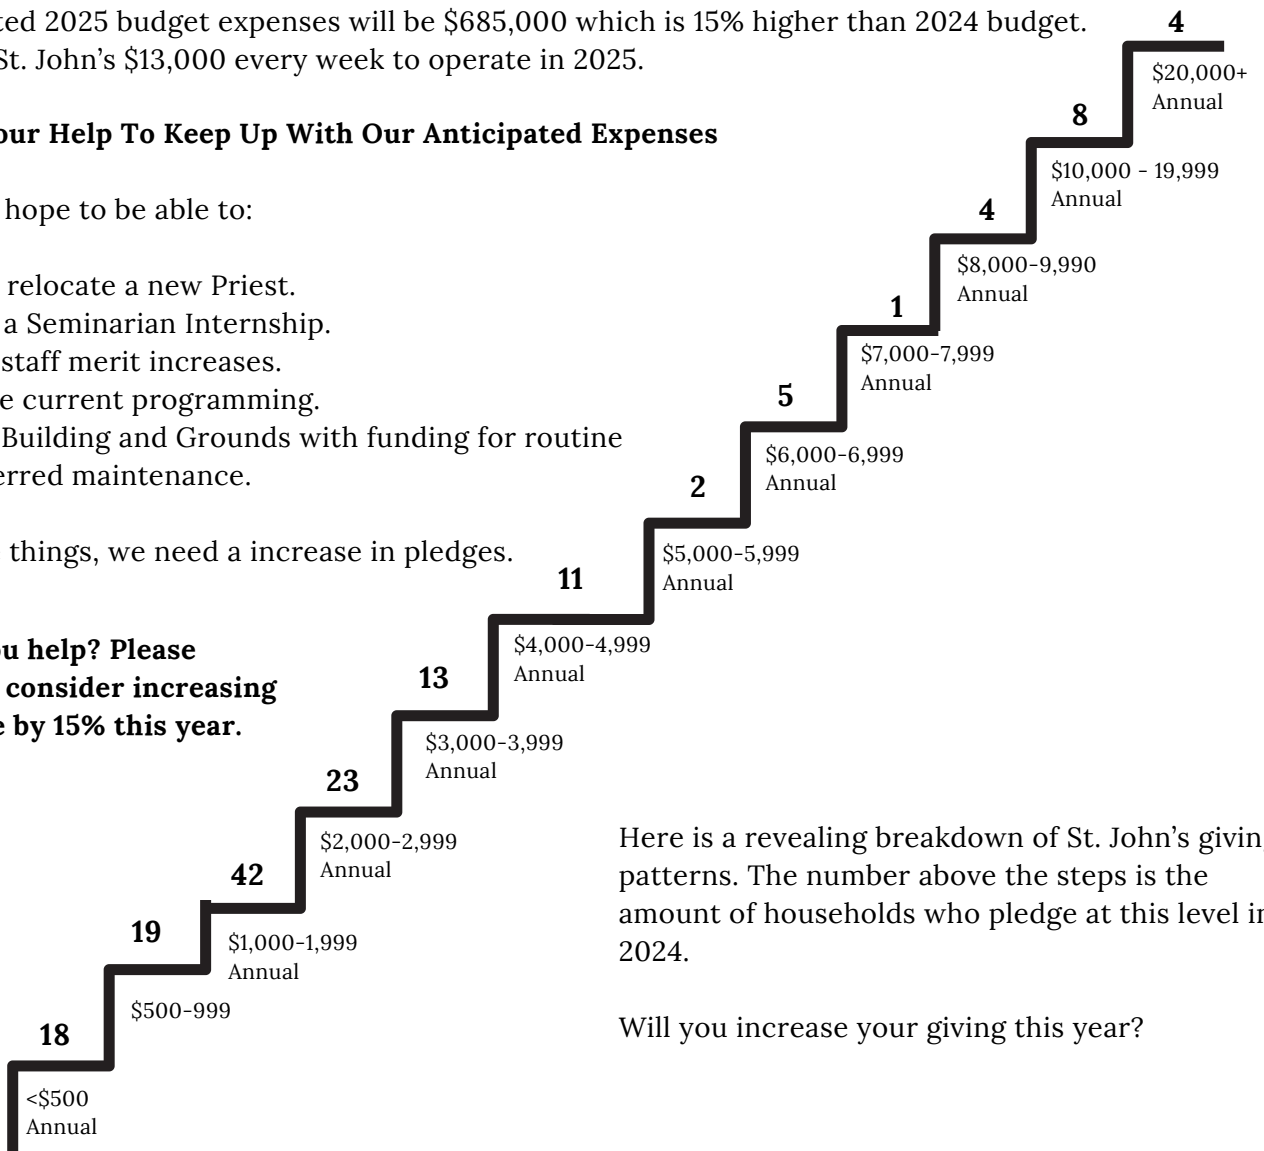 ted 2025 budget expenses will be $685,000 which is 15% higher than 2024 budget.
St. John's $13,000 every week to operate in 2025.
our Help To Keep Up With Our Anticipated Expenses
hope to be able to:
relocate a new Priest.
a Seminarian Internship.
staff merit increases.
e current programming.
Building and Grounds with funding for routine
erred maintenance.
things, we need a increase in pledges.
ou help? Please
consider increasing
e by 15% this year.
4
$20,000+
Annual
8
$10,000 - 19,999
Annual
4
$8,000-9,990
Annual
1
$7,000-7,999
Annual
5
$6,000-6,999
Annual
2
$5,000-5,999
Annual
11
$4,000-4,999
Annual
13
$3,000-3,999
Annual
23
$2,000-2,999
Annual
42
$1,000-1,999
Annual
19
$500-999
18
<$500
Annual
Here is a revealing breakdown of St. John's giving
patterns. The number above the steps is the
amount of households who pledge at this level in
2024.
Will you increase your giving this year?